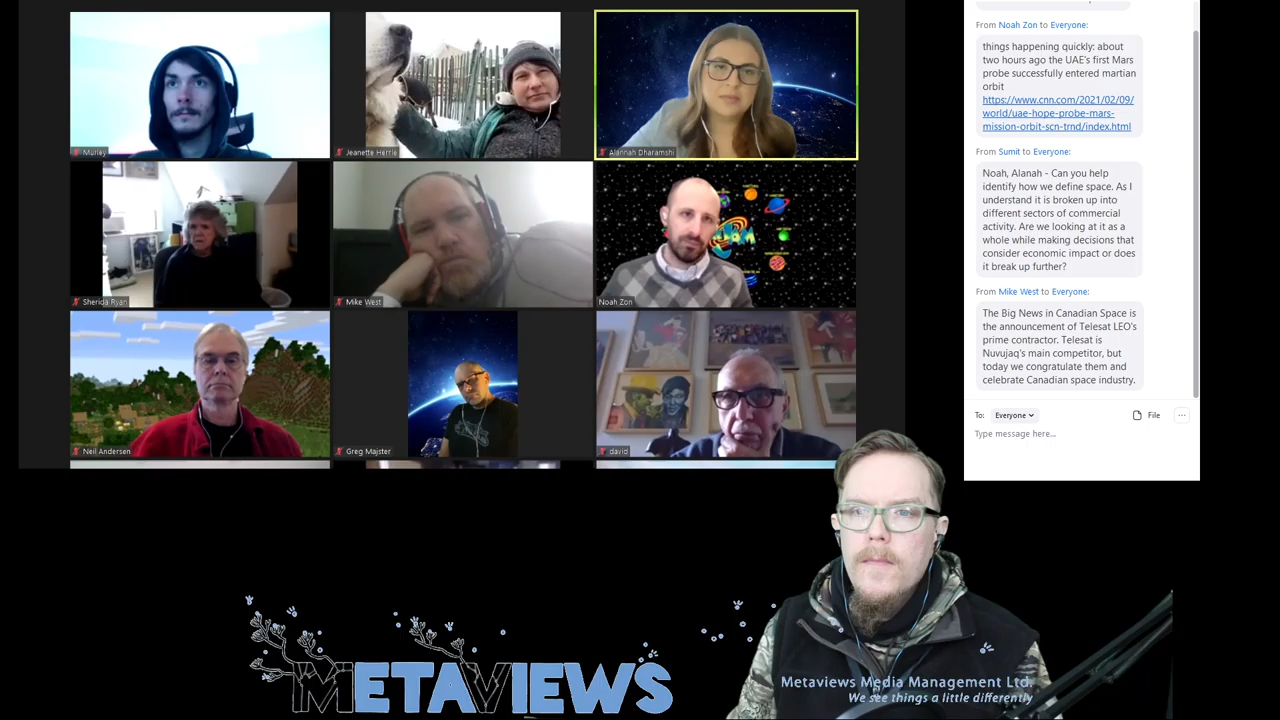 Murley
Jeanette Herrle
Alannah Dharamshi
Sherida Ryan
Mike West
Noah Zon
Neil Andersen
Greg Majster
david
From Noah Zon to Everyone:
things happening quickly: about
two hours ago the UAE's first Mars
probe successfully entered martian
orbit
https://www.cnn.com/2021/02/09/
world/uae-hope-probe-mars-
mission-orbit-scn-trnd/index.html
From Sumit to Everyone:
Noah, Alanah - Can you help
identify how we define space. As I
understand it is broken up into
different sectors of commercial
activity. Are we looking at it as a
whole while making decisions that
consider economic impact or does
it break up further?
From Mike West to Everyone:
The Big News in Canadian Space is
the announcement of Telesat LEO's
prime contractor. Telesat is
Nuvujaq's main competitor, but
today we congratulate them and
celebrate Canadian space industry.
To: Everyone File
Type message here...
METAVIEWS
Metaviews Media Management Ltd.
We see things a little differently